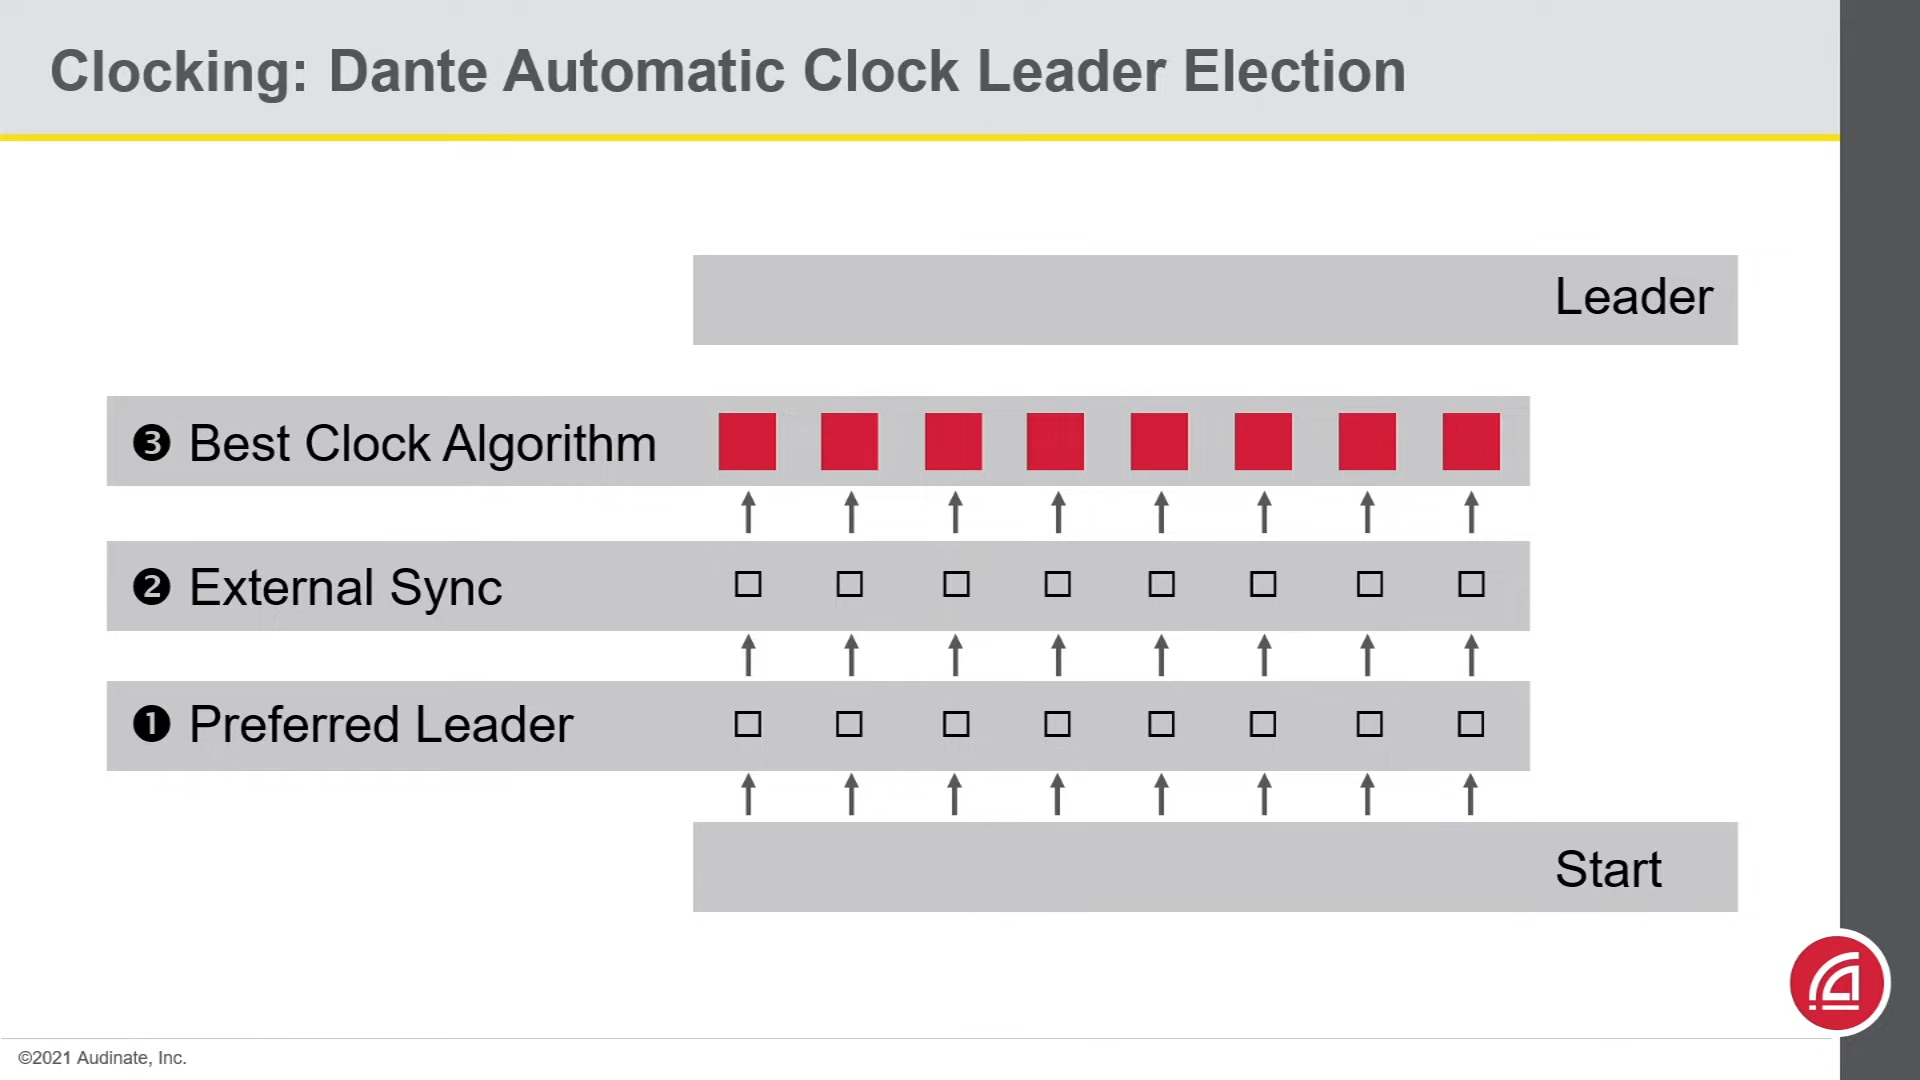 Clocking: Dante Automatic Clock Leader Election
Leader
❸ Best Clock Algorithm
❷ External Sync
❶ Preferred Leader
Start
©2021 Audinate, Inc.